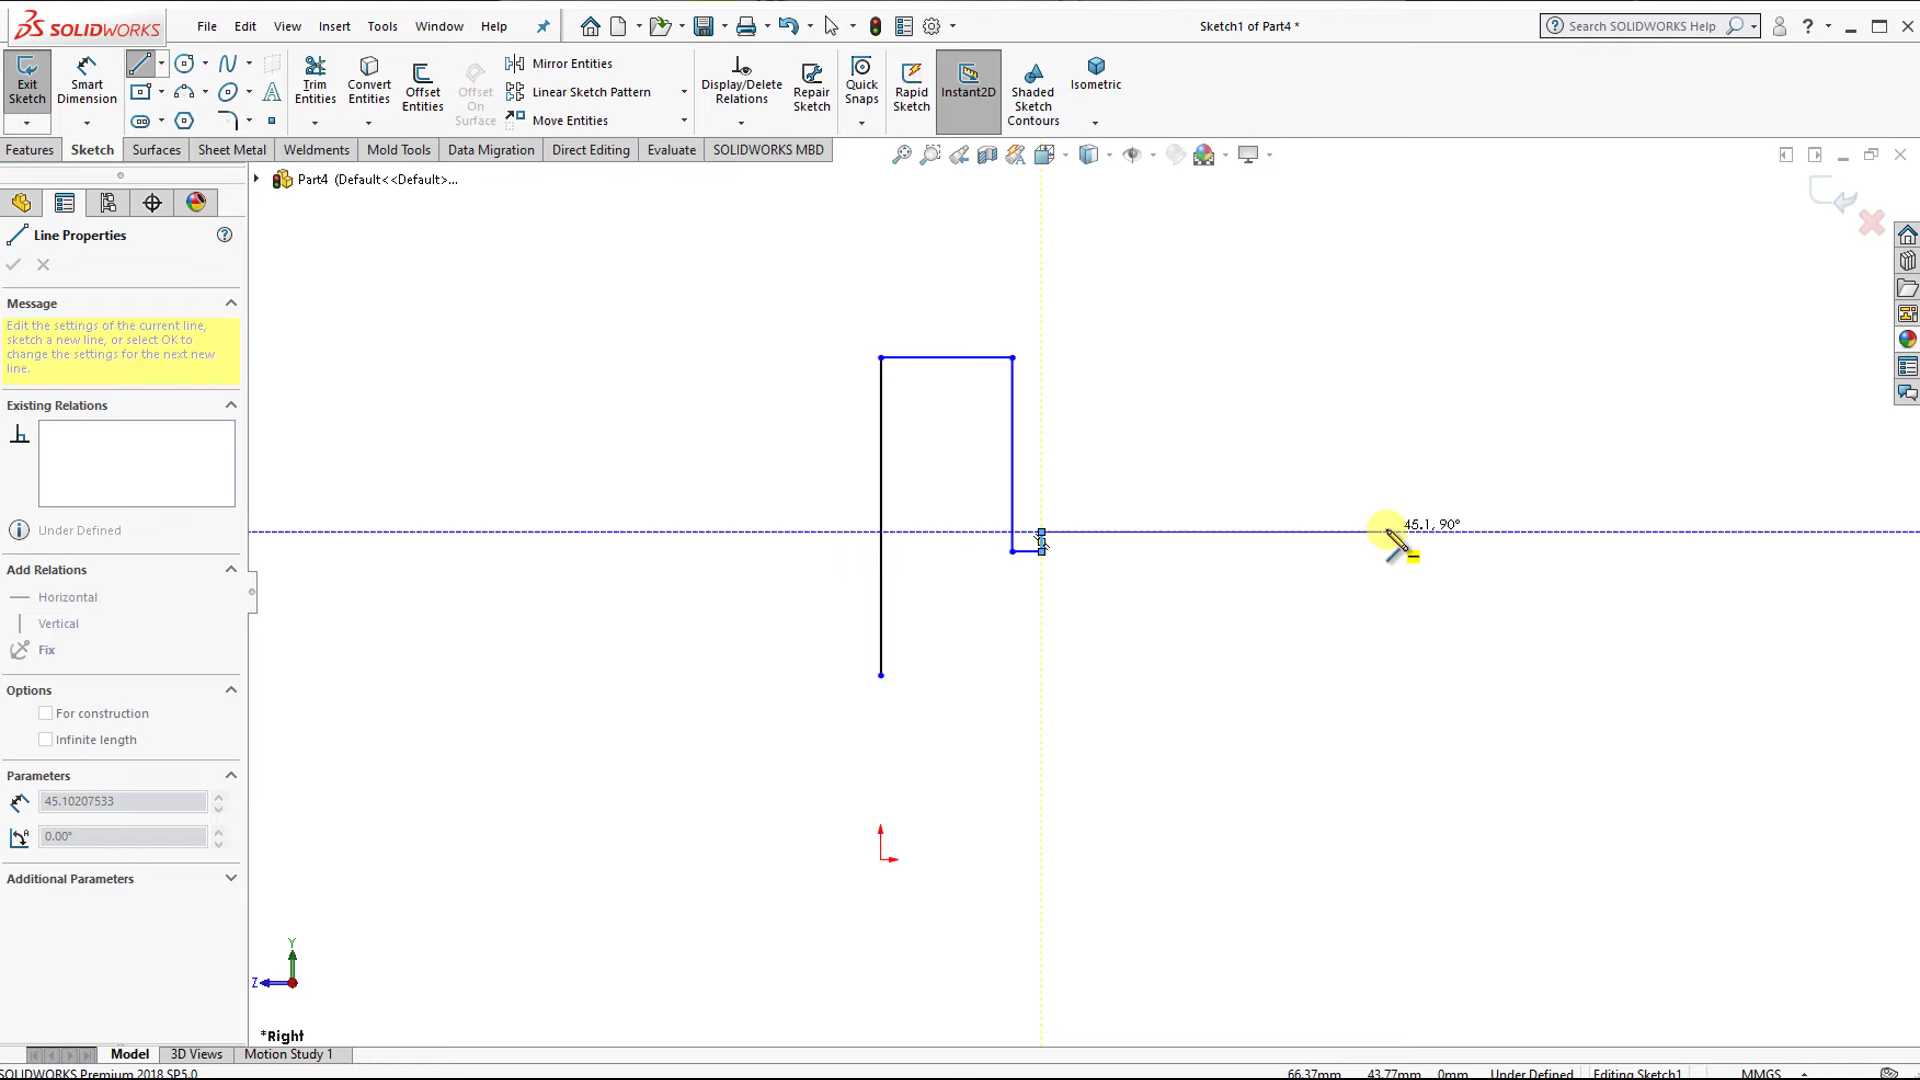 SOLIDWORKS File Edit View Insert Tools Window Help Sketch1 of Part4 * Search SOLIDWORKS Help ?
Exit Sketch
Smart Dimension
Trim Entities
Convert Entities
Offset Entities
Offset On Surface
Mirror Entities
Linear Sketch Pattern
Move Entities
Display/Delete Relations
Repair Sketch
Quick Snaps
Rapid Sketch
Instant2D
Shaded Sketch Contours
Isometric
Features Sketch Surfaces Sheet Metal Weldments Mold Tools Data Migration Direct Editing Evaluate SOLIDWORKS MBD
Part4 (Default<<Default>...
Line Properties
Message
Edit the settings of the current line,
sketch a new line, or select OK to
change the settings for the next new
line.
Existing Relations
Under Defined
Add Relations
Horizontal
Vertical
Fix
Options
For construction
Infinite length
Parameters
45.10207533
0.00°
Additional Parameters
45.1, 90°
Y
Z
*Right
Model 3D Views Motion Study 1
SOLIDWORKS Premium 2018 SP5.0 66.37mm 43.77mm 0mm Under Defined Editing Sketch1 MMGS